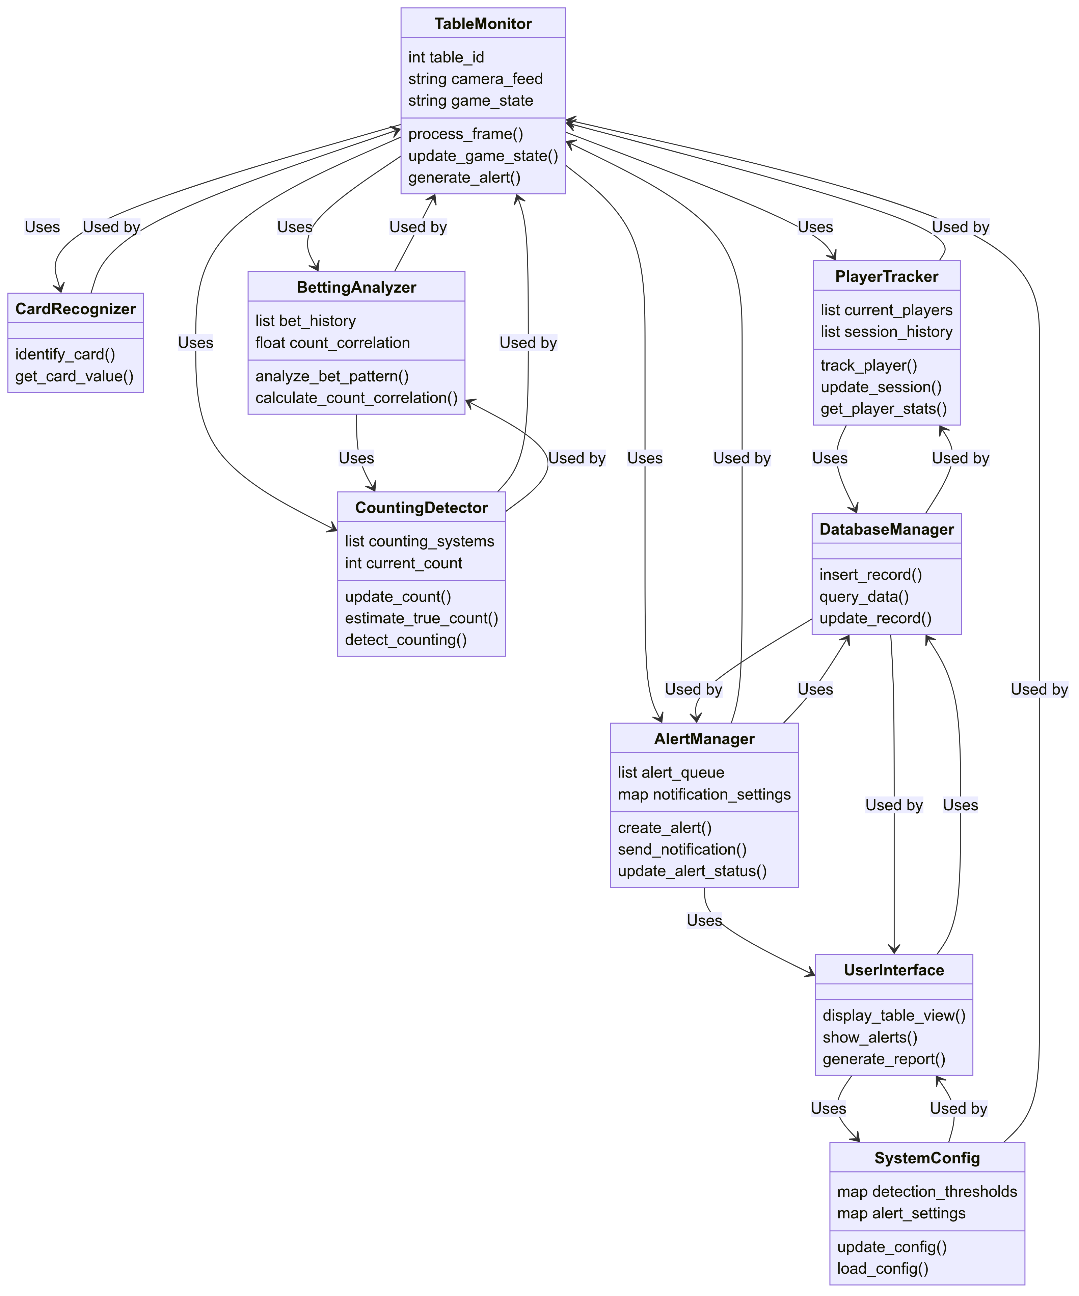 TableMonitor
int table_id
string camera_feed
string game_state
process_frame()
update_game_state()
generate_alert()
Uses
Used by
Uses
Used by
Uses
Used by
BettingAnalyzer
list bet_history
float count_correlation
analyze_bet_pattern()
calculate_count_correlation()
PlayerTracker
list current_players
list session_history
track_player()
update_session()
get_player_stats()
CardRecognizer
identify_card()
get_card_value()
Uses
Used by
Uses
Used by
Uses
Used by
Uses
Used by
CountingDetector
list counting_systems
int current_count
update_count()
estimate_true_count()
detect_counting()
DatabaseManager
insert_record()
query_data()
update_record()
Used by
Uses
Used by
AlertManager
list alert_queue
map notification_settings
create_alert()
send_notification()
update_alert_status()
Used by
Uses
Uses
UserInterface
display_table_view()
show_alerts()
generate_report()
Uses
Used by
SystemConfig
map detection_thresholds
map alert_settings
update_config()
load_config()